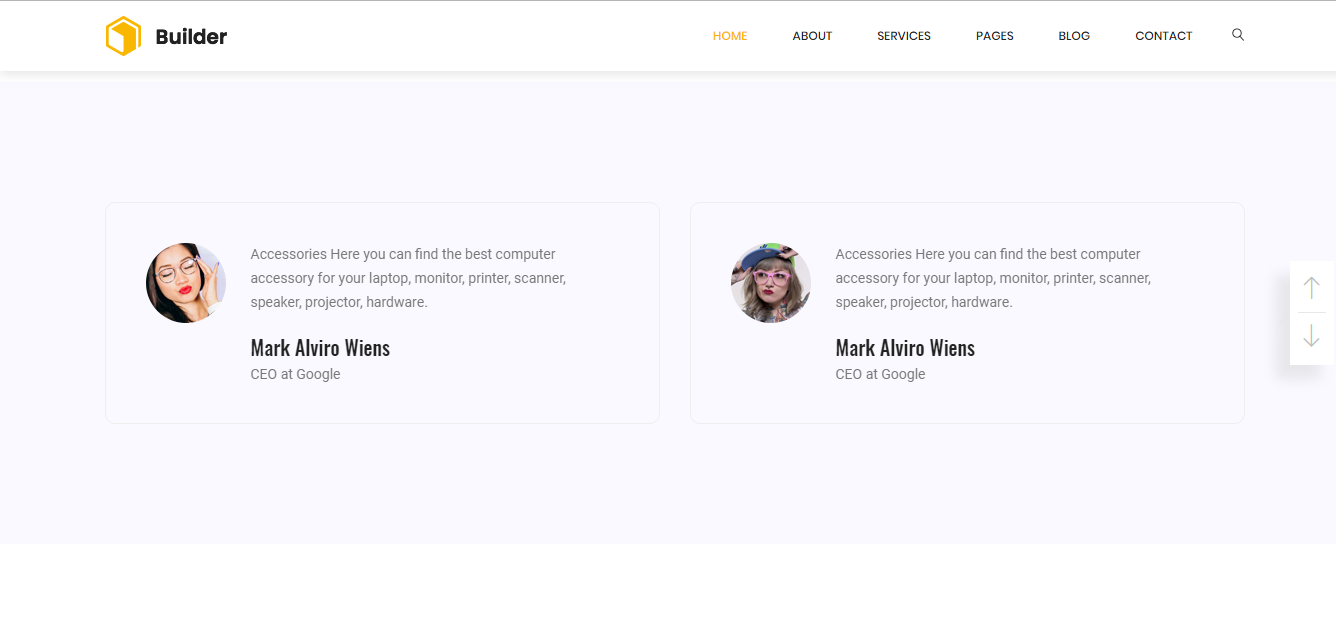 Builder
HOME ABOUT SERVICES PAGES BLOG CONTACT
Accessories Here you can find the best computer
accessory for your laptop, monitor, printer, scanner,
speaker, projector, hardware.
Mark Alviro Wiens
CEO at Google
Accessories Here you can find the best computer
accessory for your laptop, monitor, printer, scanner,
speaker, projector, hardware.
Mark Alviro Wiens
CEO at Google